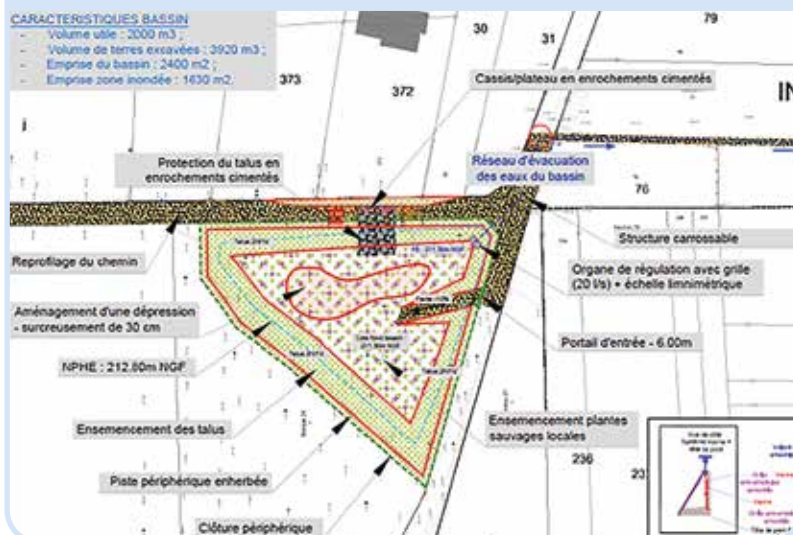 CARACTERISTIQUES BASSIN
- Volume utile : 2000 m3 ;
- Volume de terres excavées : 3920 m3 ;
- Emprise du bassin : 2400 m2 ;
- Emprise zone inondée : 1630 m2.
30
31
79
373
372
Cassis/plateau en enrochements cimentés
IN
Protection du talus en
enrochements cimentés
Réseau d'évacuation
des eaux du bassin
76
Structure carrossable
Reprofilage du chemin
Organe de régulation avec grille
(20 l/s) + échelle limnimétrique
Aménagement d'une dépression
- surcreusement de 30 cm
Portail d'entrée - 6.00m
NPHE : 212.80m NGF
Ensemencement des talus
Ensemencement plantes
sauvages locales
Piste périphérique enherbée
236
Clôture périphérique